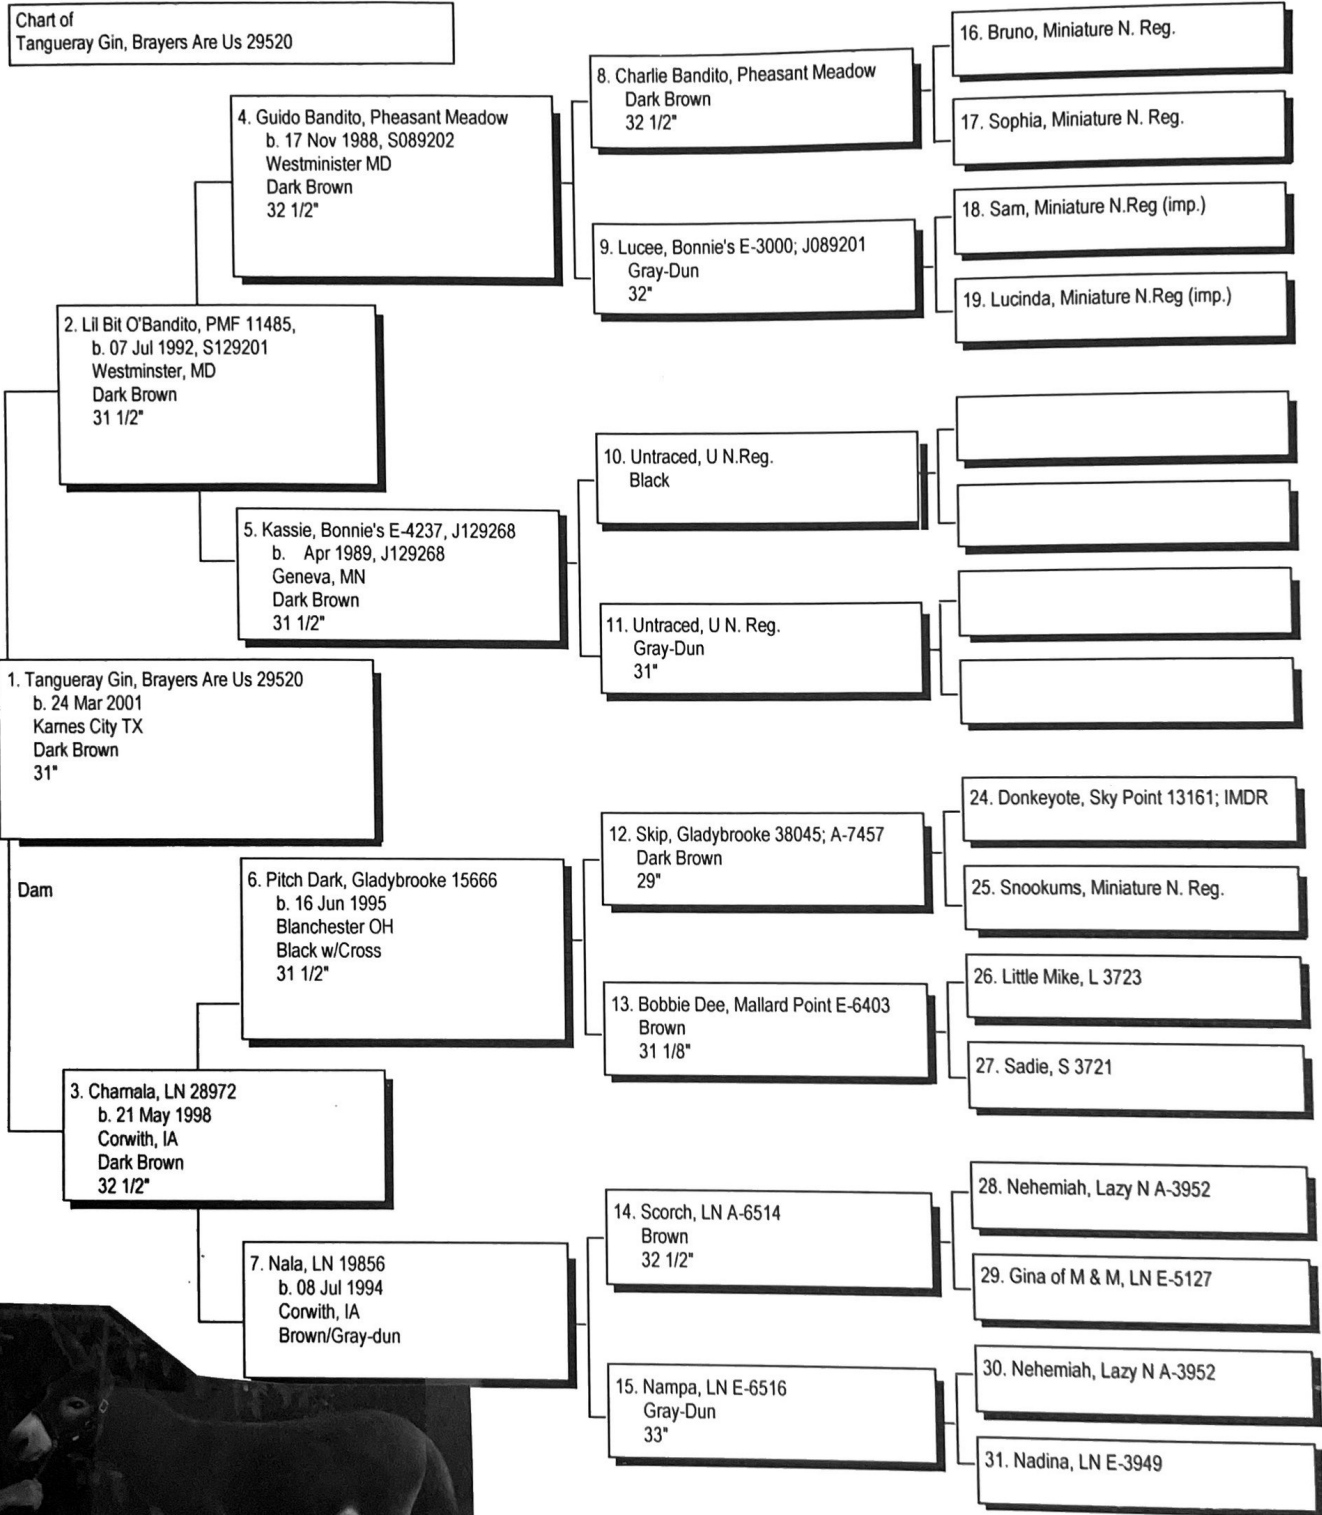 Chart of
Tangueray Gin, Brayers Are Us 29520
16. Bruno, Miniature N. Reg.
8. Charlie Bandito, Pheasant Meadow
Dark Brown
32 1/2"
17. Sophia, Miniature N. Reg.
4. Guido Bandito, Pheasant Meadow
b. 17 Nov 1988, S089202
Westminister MD
Dark Brown
32 1/2"
18. Sam, Miniature N.Reg (imp.)
9. Lucee, Bonnie's E-3000; J089201
Gray-Dun
32"
19. Lucinda, Miniature N.Reg (imp.)
2. Lil Bit O'Bandito, PMF 11485,
b. 07 Jul 1992, S129201
Westminster, MD
Dark Brown
31 1/2"
10. Untraced, U N.Reg.
Black
5. Kassie, Bonnie's E-4237, J129268
b. Apr 1989, J129268
Geneva, MN
Dark Brown
31 1/2"
11. Untraced, U N. Reg.
Gray-Dun
31"
1. Tangueray Gin, Brayers Are Us 29520
b. 24 Mar 2001
Karnes City TX
Dark Brown
31"
24. Donkeyote, Sky Point 13161; IMDR
12. Skip, Gladybrooke 38045; A-7457
Dark Brown
29"
25. Snookums, Miniature N. Reg.
Dam
6. Pitch Dark, Gladybrooke 15666
b. 16 Jun 1995
Blanchester OH
Black w/Cross
31 1/2"
26. Little Mike, L 3723
13. Bobbie Dee, Mallard Point E-6403
Brown
31 1/8"
27. Sadie, S 3721
3. Chamala, LN 28972
b. 21 May 1998
Corwith, IA
Dark Brown
32 1/2"
28. Nehemiah, Lazy N A-3952
14. Scorch, LN A-6514
Brown
32 1/2"
29. Gina of M & M, LN E-5127
7. Nala, LN 19856
b. 08 Jul 1994
Corwith, IA
Brown/Gray-dun
30. Nehemiah, Lazy N A-3952
15. Nampa, LN E-6516
Gray-Dun
33"
31. Nadina, LN E-3949